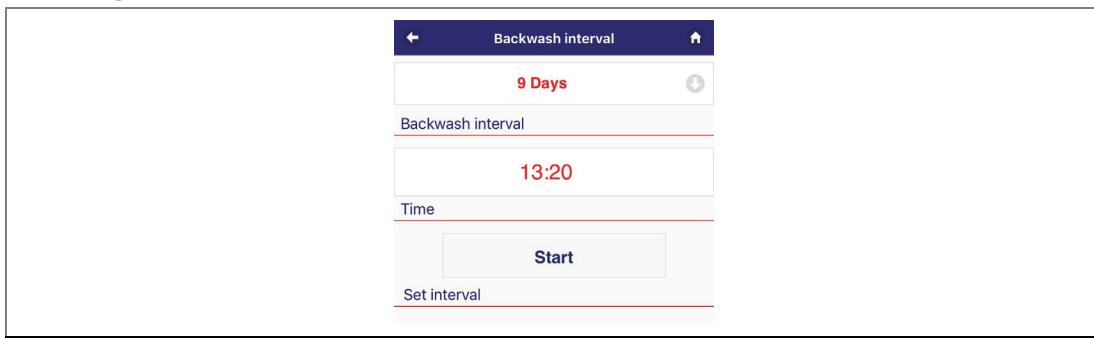 Backwash interval
9 Days
Backwash interval
13:20
Time
Start
Set interval